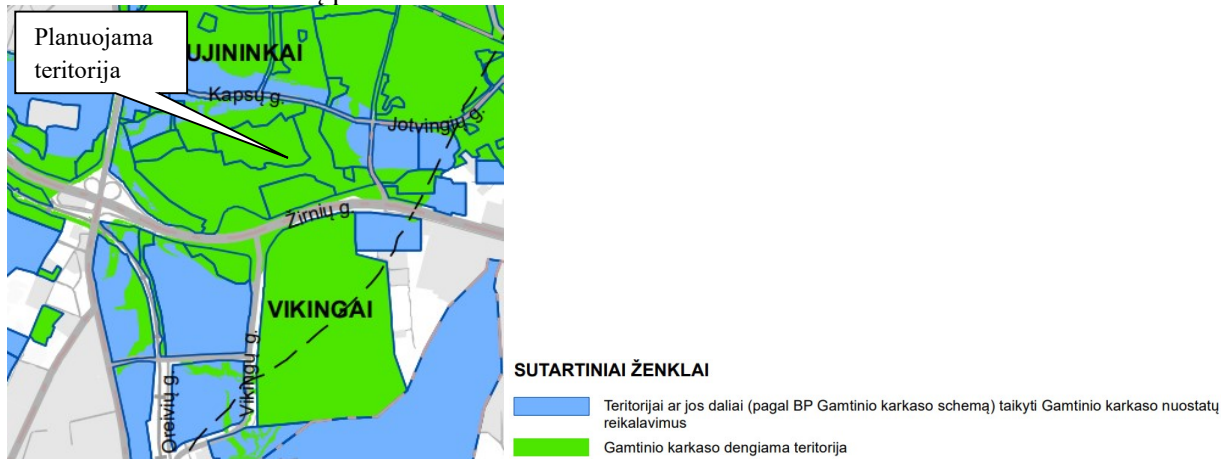 Planuojama
teritorija
UJININKAI
Kapsų g.
Jotvingių g.
Žirnių g.
VIKINGAI
Vikingų g.
Oreivių g.
SUTARTINIAI ŽENKLAI
Teritorijai ar jos daliai (pagal BP Gamtinio karkaso schemą) taikyti Gamtinio karkaso nuostatų
reikalavimus
Gamtinio karkaso dengiama teritorija